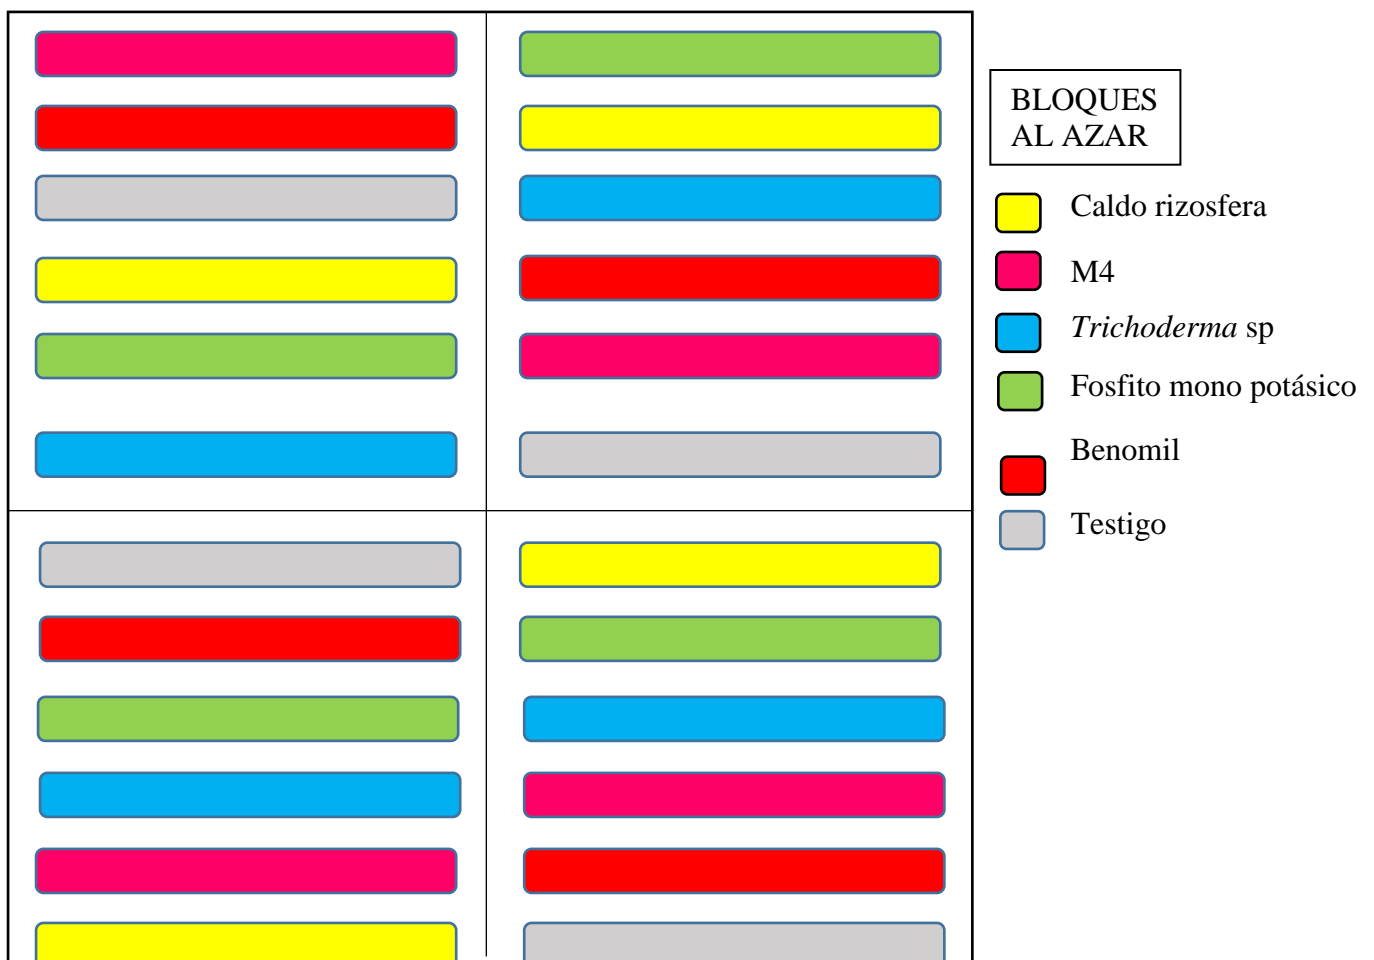 BLOQUES
AL AZAR
Caldo rizosfera
M4
Trichoderma sp
Fosfito mono potásico
Benomil
Testigo